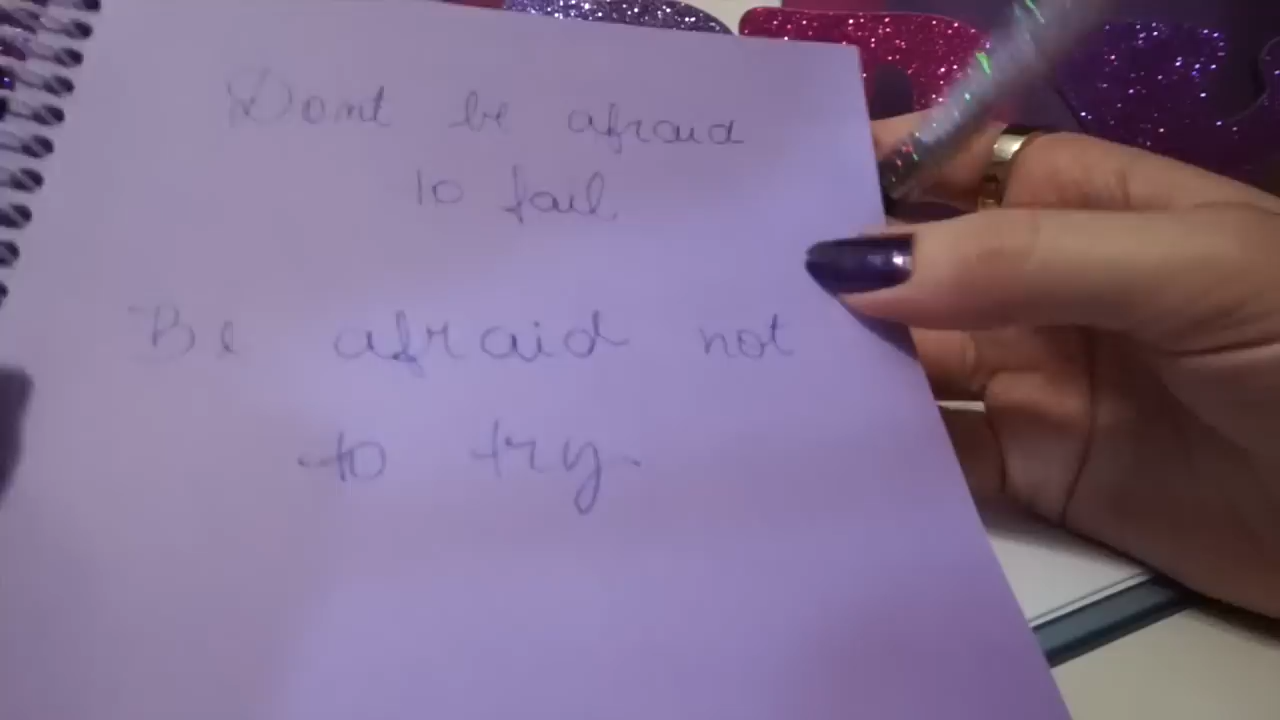 Dont be afraid
to fail.
Be afraid not
to try.